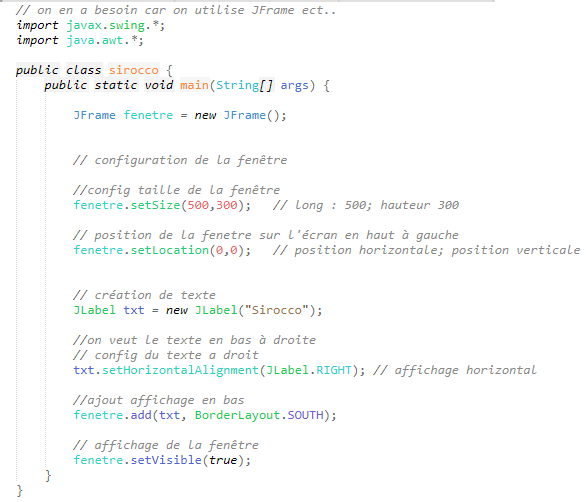 // on en a besoin car on utilise JFrame ect..
import javax.swing.*;
import java.awt.*;
public class sirocco {
public static void main(String[] args) {
JFrame fenetre = new JFrame();
// configuration de la fenêtre
//config taille de la fenêtre
fenetre.setSize(500,300); // long : 500; hauteur 300
// position de la fenetre sur l'écran en haut à gauche
fenetre.setLocation(0,0); // position horizontale; position verticale
// création de texte
JLabel txt = new JLabel("Sirocco");
//on veut le texte en bas à droite
// config du texte a droit
txt.setHorizontalAlignment(JLabel.RIGHT); // affichage horizontal
//ajout affichage en bas
fenetre.add(txt, BorderLayout.SOUTH);
// affichage de la fenêtre
fenetre.setVisible(true);
}
}